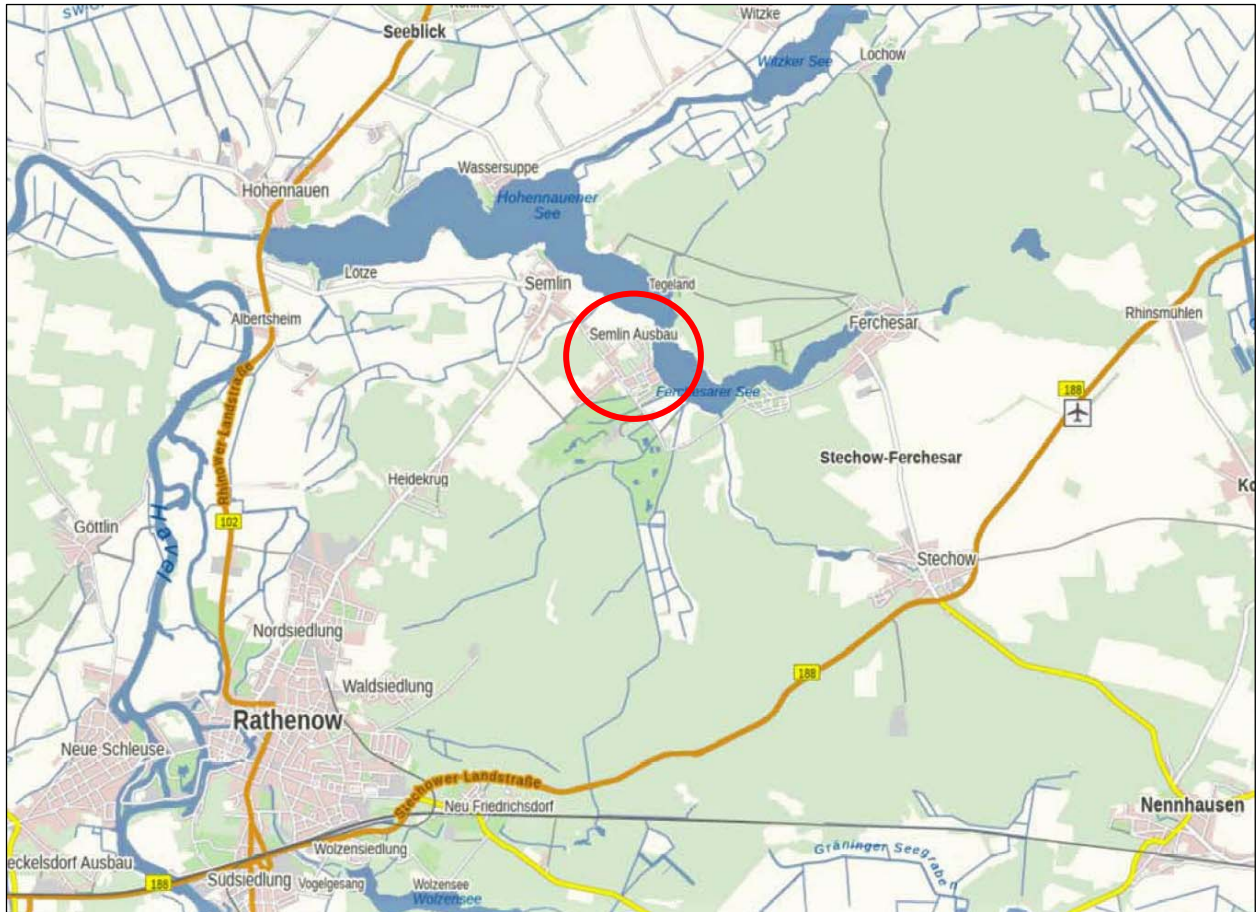 Seeblick
Witzke
Witzker See
Lochow
Wassersuppe
Hohennauen
Hohennauener
See
Lötze
Semlin
Tegeland
Albertsheim
Semlin Ausbau
Ferchesar
Rhinsmühlen
Ferchesarer See
188
Rhinower Landstraße
Stechow-Ferchesar
Heidekrug
Göttlin
102
Havel
Stechow
Nordsiedlung
188
Waldsiedlung
Rathenow
Neue Schleuse
Stechower Landstraße
Neu Friedrichsdorf
Nennhausen
Wolzensiedlung
Gräninger Seegraben
eckelsdorf Ausbau
188
Südsiedlung
Vogelgesang
Wolzensee
Wolzensee